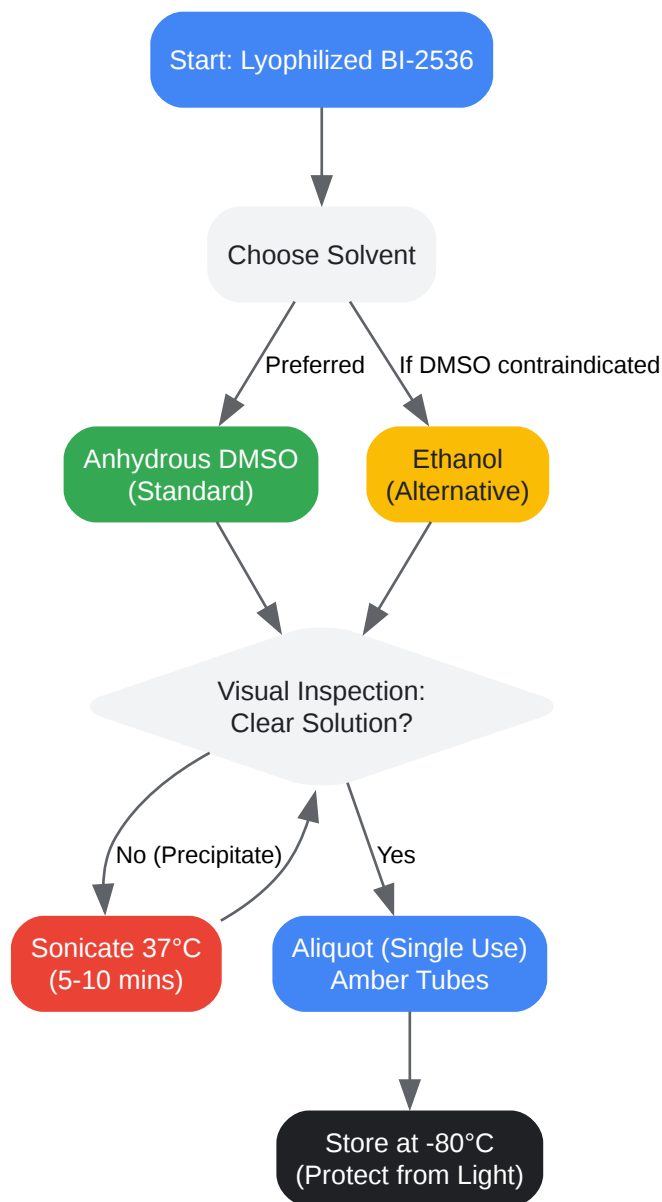 Start: Lyophilized BI-2536
Choose Solvent
Preferred
If DMSO contraindicated
Anhydrous DMSO
(Standard)
Ethanol
(Alternative)
Visual Inspection:
Clear Solution?
No (Precipitate)
Yes
Sonicate 37°C
(5-10 mins)
Aliquot (Single Use)
Amber Tubes
Store at -80°C
(Protect from Light)